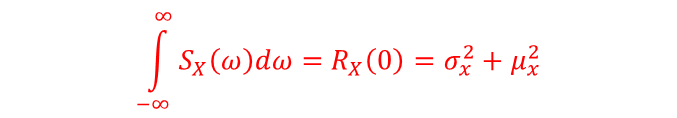 ∫_{-∞}^{∞} S_X(ω)dω = R_X(0) = σ_x^2 + μ_x^2